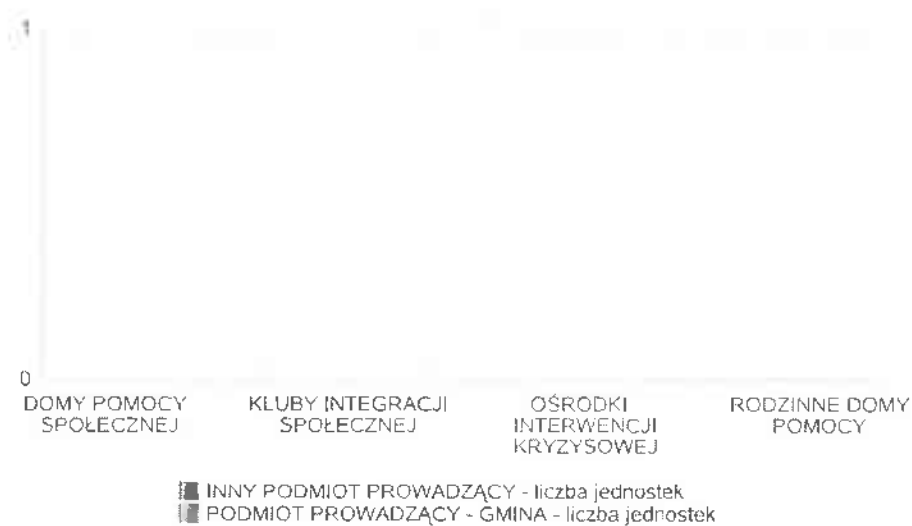 1
0
DOMY POMOCY SPOŁECZNEJ
KLUBY INTEGRACJI SPOŁECZNEJ
OŚRODKI INTERWENCJI KRYZYSOWEJ
RODZINNE DOMY POMOCY
INNY PODMIOT PROWADZĄCY - liczba jednostek
PODMIOT PROWADZĄCY - GMINA - liczba jednostek